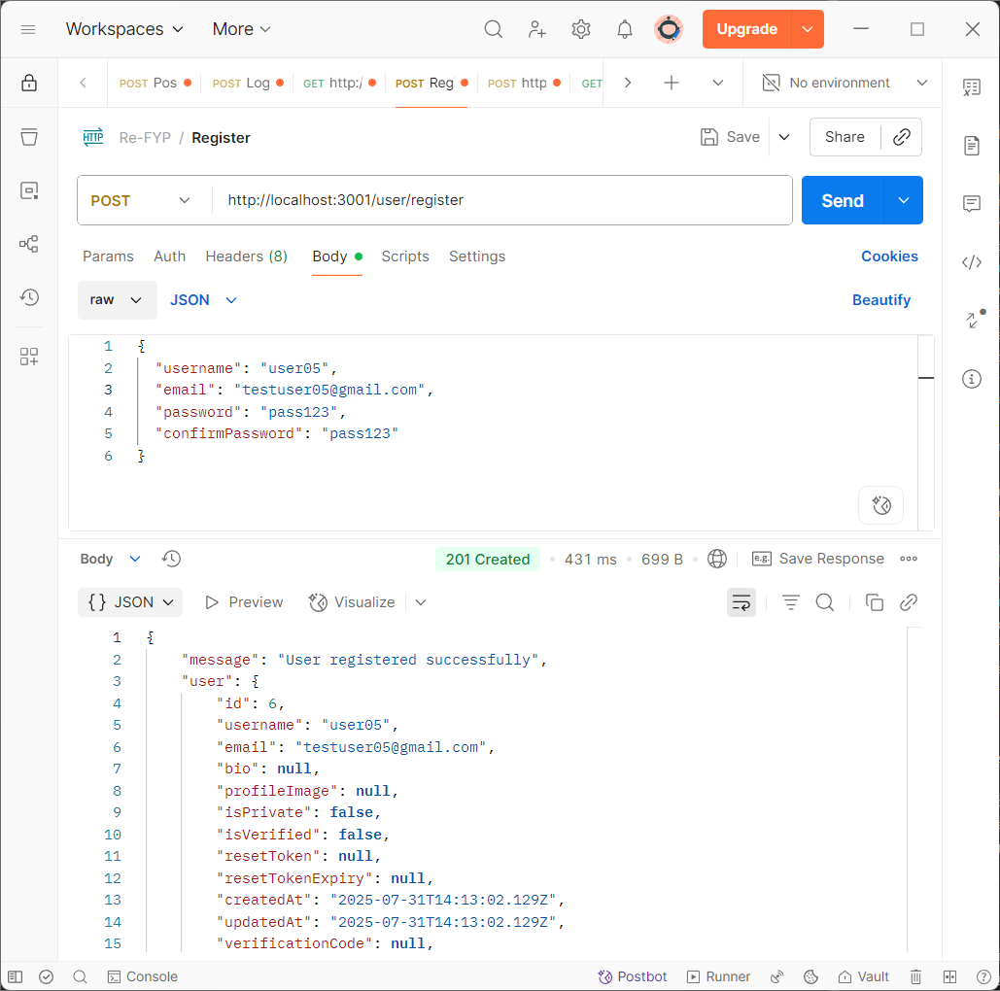 Workspaces More Upgrade
POST Pos POST Log GET http:/ POST Reg POST http GET No environment
HTTP Re-FYP / Register Save Share
POST http://localhost:3001/user/register Send
Params Auth Headers (8) Body Scripts Settings Cookies
raw JSON Beautify
1 {
2 "username": "user05",
3 "email": "testuser05@gmail.com",
4 "password": "pass123",
5 "confirmPassword": "pass123"
6 }
Body 201 Created 431 ms 699 B e.g. Save Response
{} JSON Preview Visualize
1 {
2 "message": "User registered successfully",
3 "user": {
4 "id": 6,
5 "username": "user05",
6 "email": "testuser05@gmail.com",
7 "bio": null,
8 "profileImage": null,
9 "isPrivate": false,
10 "isVerified": false,
11 "resetToken": null,
12 "resetTokenExpiry": null,
13 "createdAt": "2025-07-31T14:13:02.129Z",
14 "updatedAt": "2025-07-31T14:13:02.129Z",
15 "verificationCode": null,
Console Postbot Runner Vault